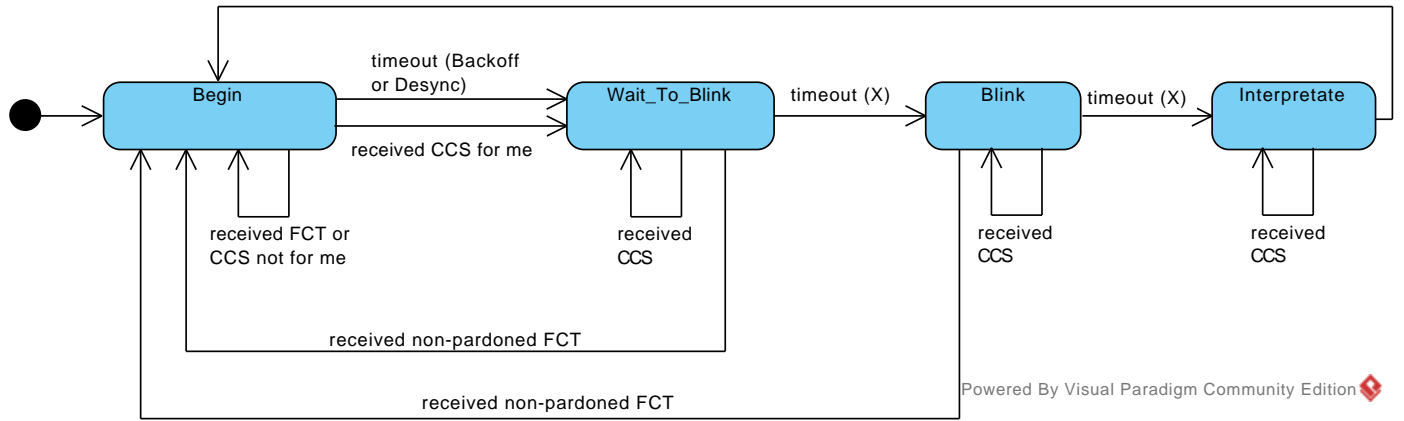 timeout (Backoff
or Desync)
Begin
Wait_To_Blink
timeout (X)
Blink
timeout (X)
Interpretate
received CCS for me
received FCT or
CCS not for me
received
CCS
received
CCS
received
CCS
received non-pardoned FCT
Powered By Visual Paradigm Community Edition
received non-pardoned FCT